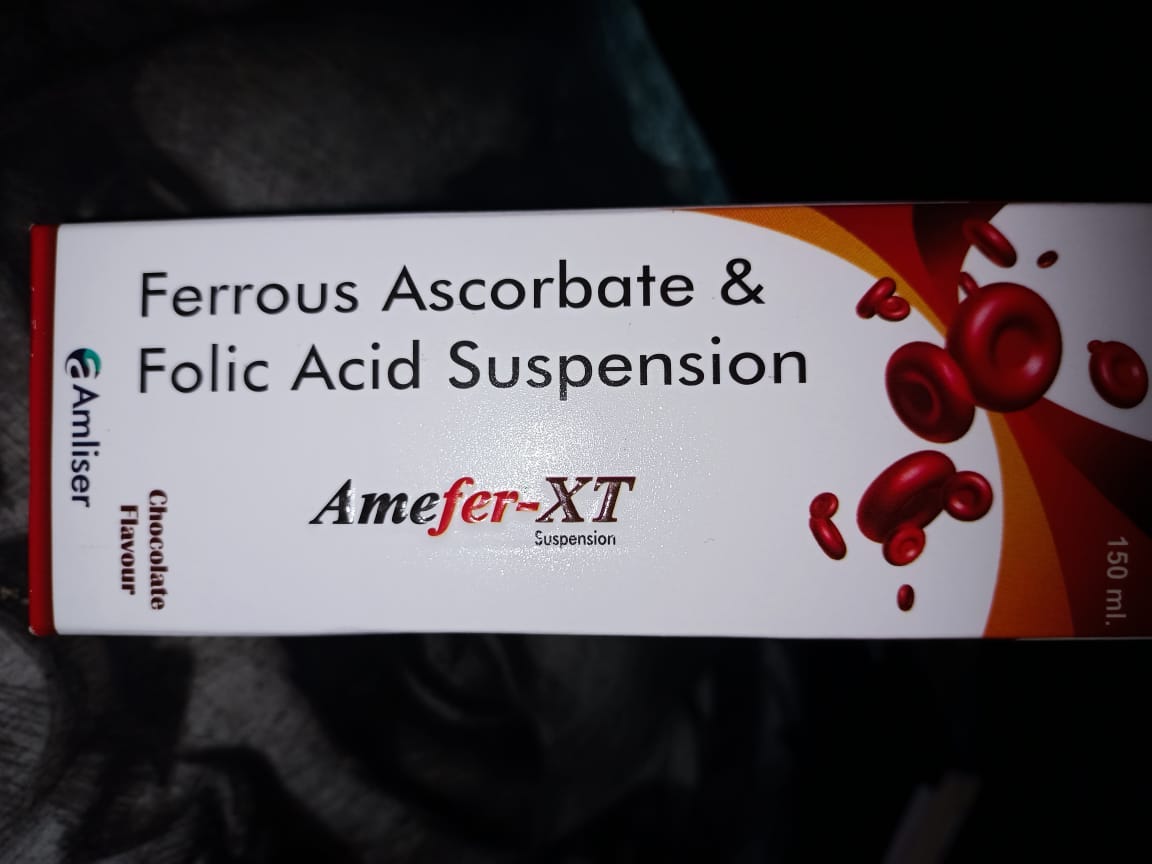 Ferrous Ascorbate &
Folic Acid Suspension
Amefer-XT
Suspension
Amliser
Chocolate
Flavour
150 ml.